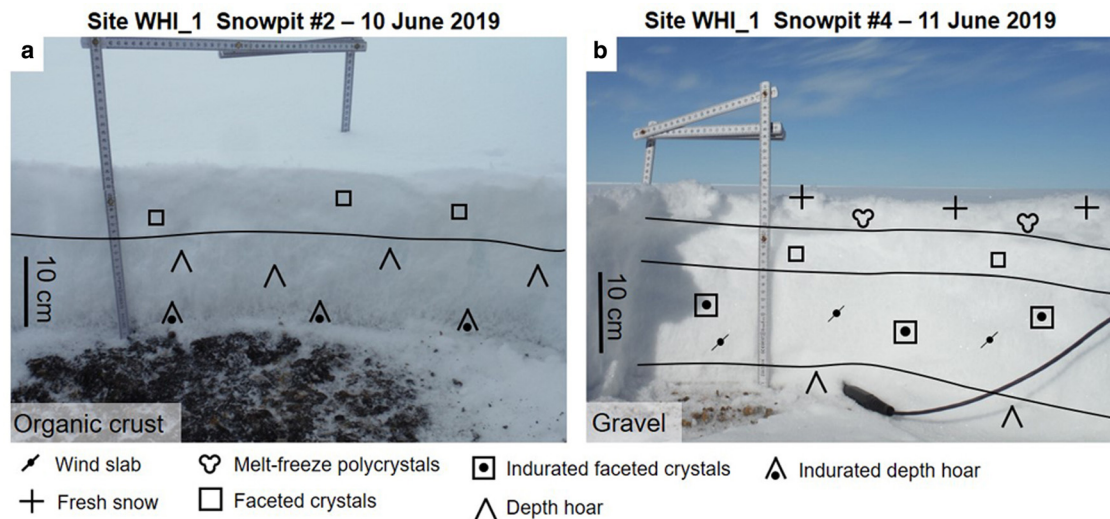 Site WHI_1 Snowpit #2 – 10 June 2019
Site WHI_1 Snowpit #4 – 11 June 2019
a
b
10 cm
10 cm
Organic crust
Gravel
Wind slab
Melt-freeze polycrystals
Indurated faceted crystals
Indurated depth hoar
Fresh snow
Faceted crystals
Depth hoar